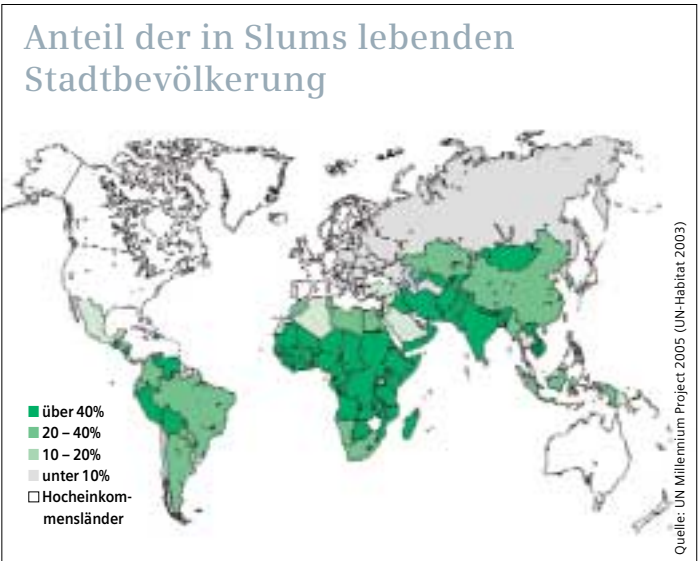 Anteil der in Slums lebenden
Stadtbevölkerung
über 40%
20 – 40%
10 – 20%
unter 10%
Hocheinkom-
mensländer
Quelle: UN Millennium Project 2005 (UN-Habitat 2003)